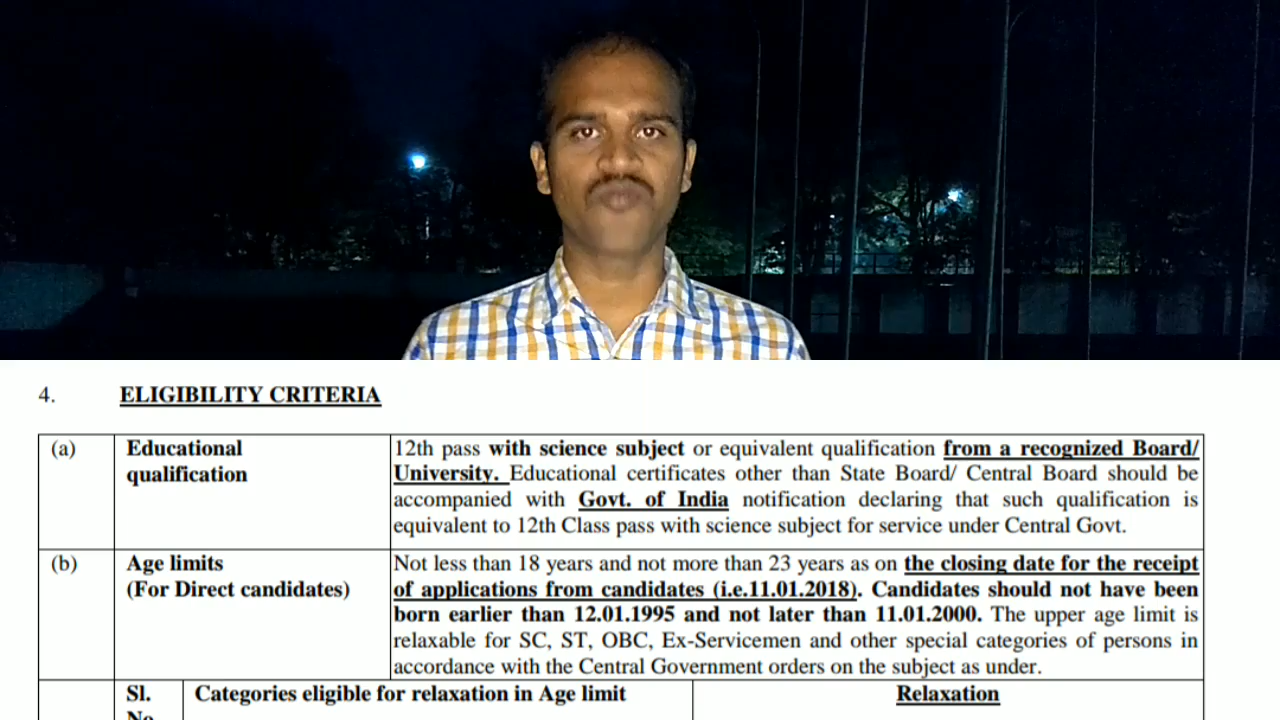 4. ELIGIBILITY CRITERIA
(a) Educational qualification
12th pass with science subject or equivalent qualification from a recognized Board/
University. Educational certificates other than State Board/ Central Board should be
accompanied with Govt. of India notification declaring that such qualification is
equivalent to 12th Class pass with science subject for service under Central Govt.
(b) Age limits
(For Direct candidates)
Not less than 18 years and not more than 23 years as on the closing date for the receipt
of applications from candidates (i.e.11.01.2018). Candidates should not have been
born earlier than 12.01.1995 and not later than 11.01.2000. The upper age limit is
relaxable for SC, ST, OBC, Ex-Servicemen and other special categories of persons in
accordance with the Central Government orders on the subject as under.
Sl. No Categories eligible for relaxation in Age limit Relaxation